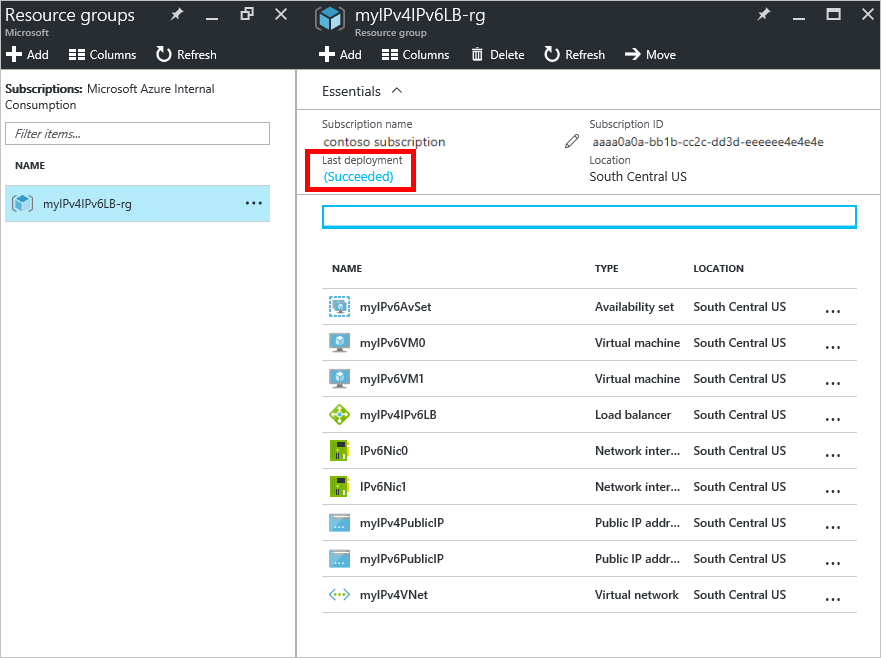 Resource groups
Microsoft
Add Columns Refresh
Subscriptions: Microsoft Azure Internal
Consumption
Filter items...
NAME
myIPv4IPv6LB-rg ...
myIPv4IPv6LB-rg
Resource group
Add Columns Delete Refresh Move
Essentials
Subscription name
contoso subscription
Subscription ID
aaaa0a0a-bb1b-cc2c-dd3d-eeeeee4e4e4e
Last deployment
(Succeeded)
Location
South Central US
NAME TYPE LOCATION
myIPv6AvSet Availability set South Central US ...
myIPv6VM0 Virtual machine South Central US ...
myIPv6VM1 Virtual machine South Central US ...
myIPv4IPv6LB Load balancer South Central US ...
IPv6Nic0 Network inter... South Central US ...
IPv6Nic1 Network inter... South Central US ...
myIPv4PublicIP Public IP addr... South Central US ...
myIPv6PublicIP Public IP addr... South Central US ...
myIPv4VNet Virtual network South Central US ...